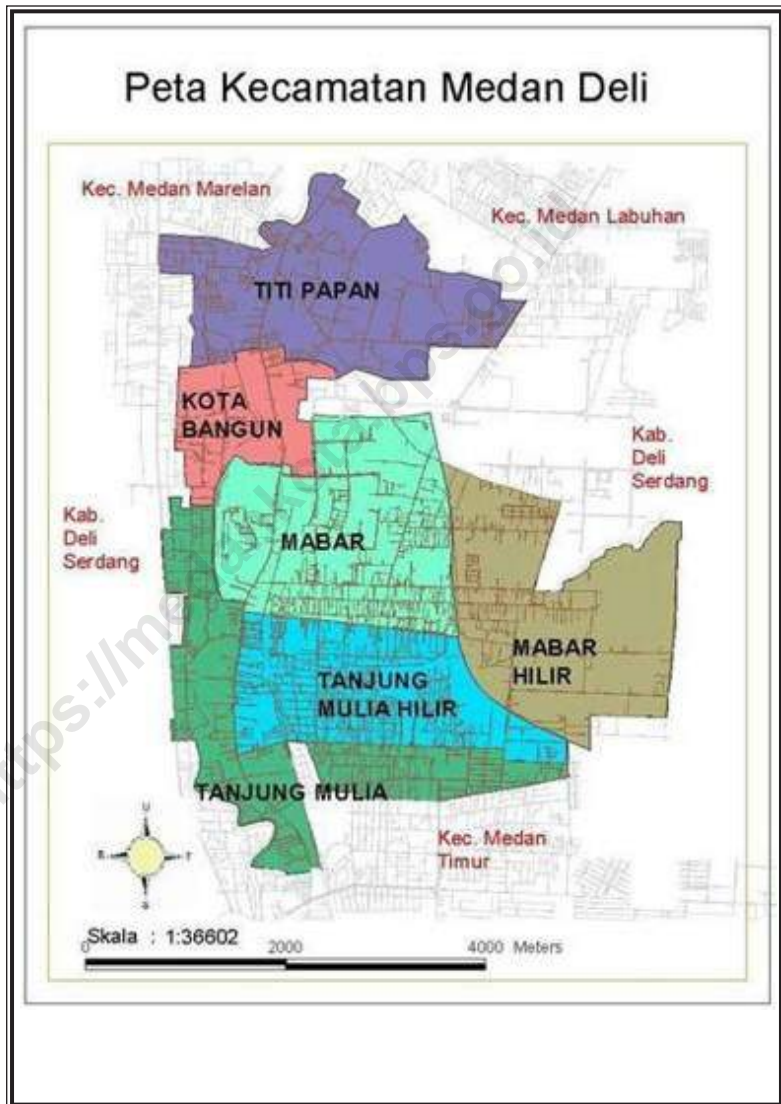 Peta Kecamatan Medan Deli
Kec. Medan Marelan
Kec. Medan Labuhan
TITI PAPAN
KOTA
BANGUN
Kab.
Deli
Serdang
Kab.
Deli
Serdang
MABAR
MABAR
HILIR
TANJUNG
MULIA HILIR
TANJUNG MULIA
Kec. Medan
Timur
U
B
T
S
Skala : 1:36602
0
2000
4000 Meters